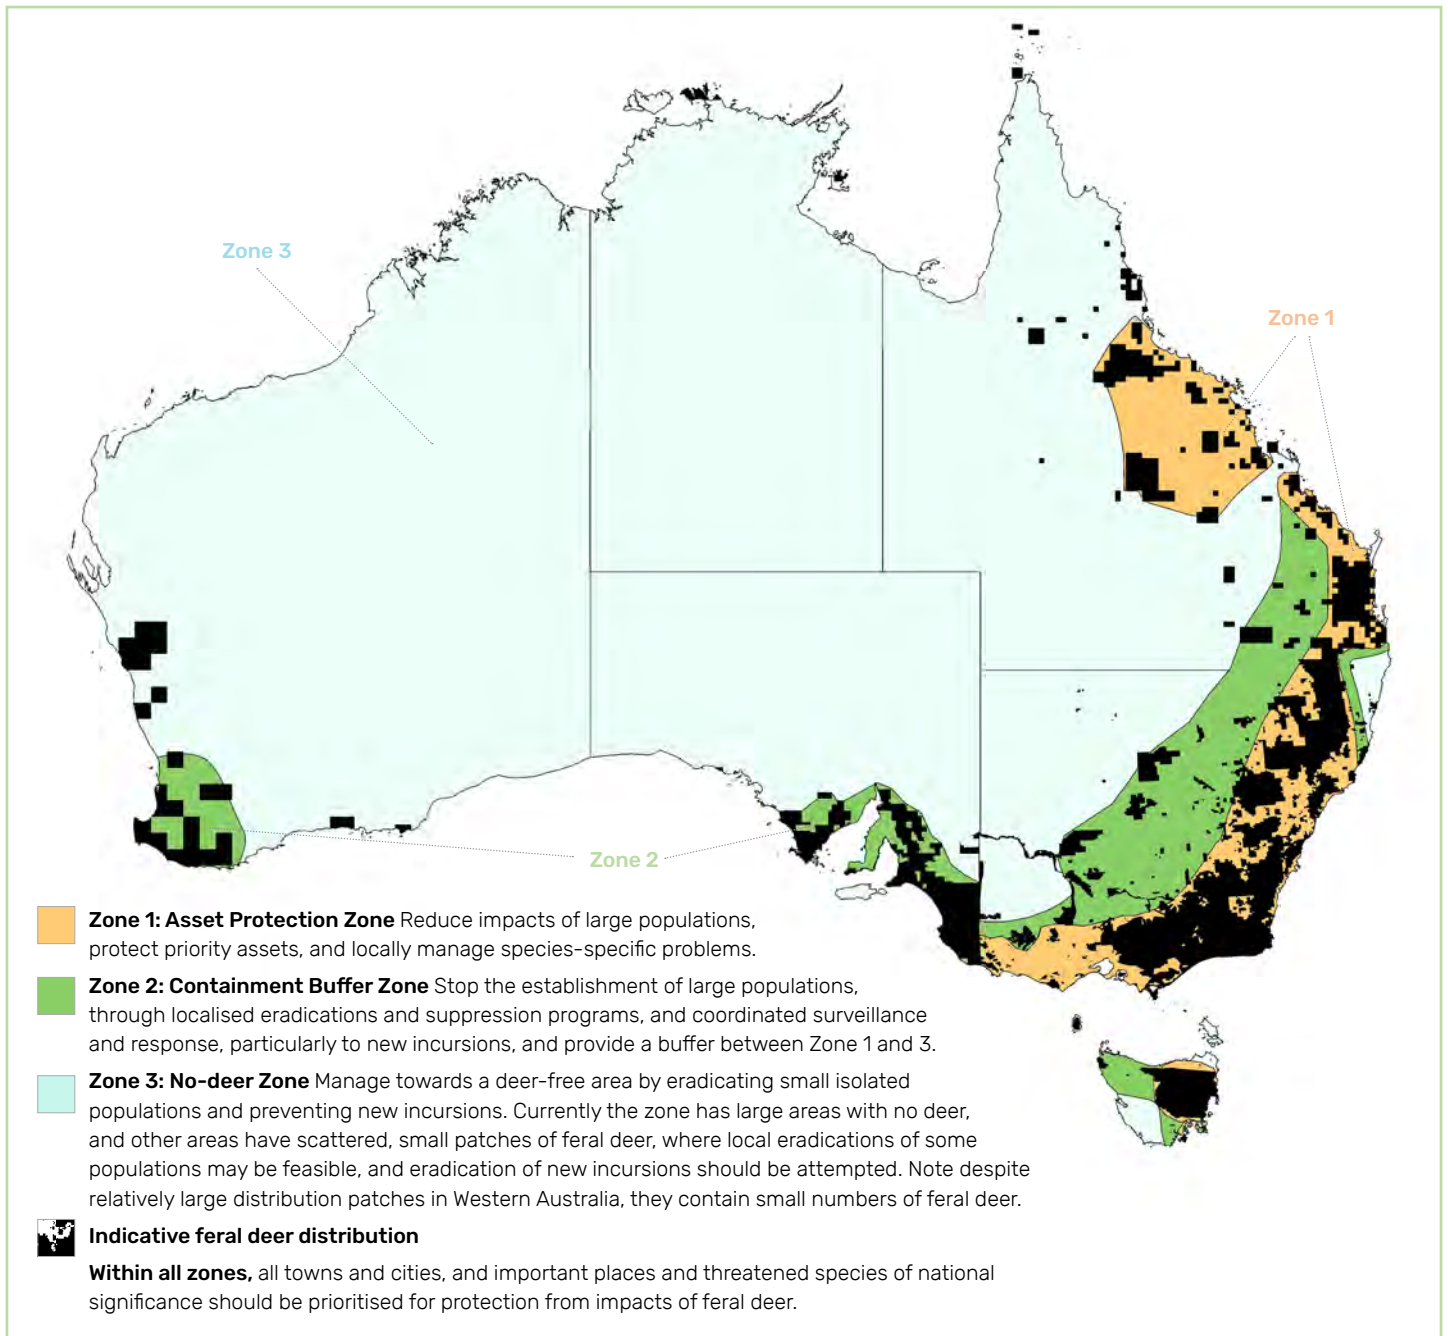 Zone 3
Zone 1
Zone 2
Zone 1: Asset Protection Zone Reduce impacts of large populations,
protect priority assets, and locally manage species-specific problems.
Zone 2: Containment Buffer Zone Stop the establishment of large populations,
through localised eradications and suppression programs, and coordinated surveillance
and response, particularly to new incursions, and provide a buffer between Zone 1 and 3.
Zone 3: No-deer Zone Manage towards a deer-free area by eradicating small isolated
populations and preventing new incursions. Currently the zone has large areas with no deer,
and other areas have scattered, small patches of feral deer, where local eradications of some
populations may be feasible, and eradication of new incursions should be attempted. Note despite
relatively large distribution patches in Western Australia, they contain small numbers of feral deer.
Indicative feral deer distribution
Within all zones, all towns and cities, and important places and threatened species of national
significance should be prioritised for protection from impacts of feral deer.